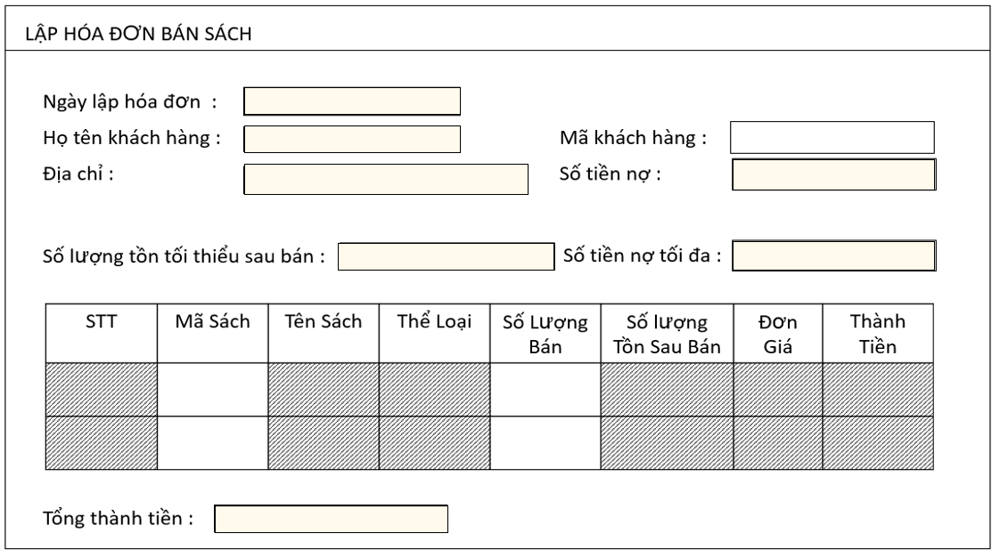 LẬP HÓA ĐƠN BÁN SÁCH
Ngày lập hóa đơn :
Họ tên khách hàng :
Mã khách hàng :
Địa chỉ :
Số tiền nợ :
Số lượng tồn tối thiểu sau bán :
Số tiền nợ tối đa :
STT
Mã Sách
Tên Sách
Thể Loại
Số Lượng
Bán
Số lượng
Tồn Sau Bán
Đơn
Giá
Thành
Tiền
Tổng thành tiền :